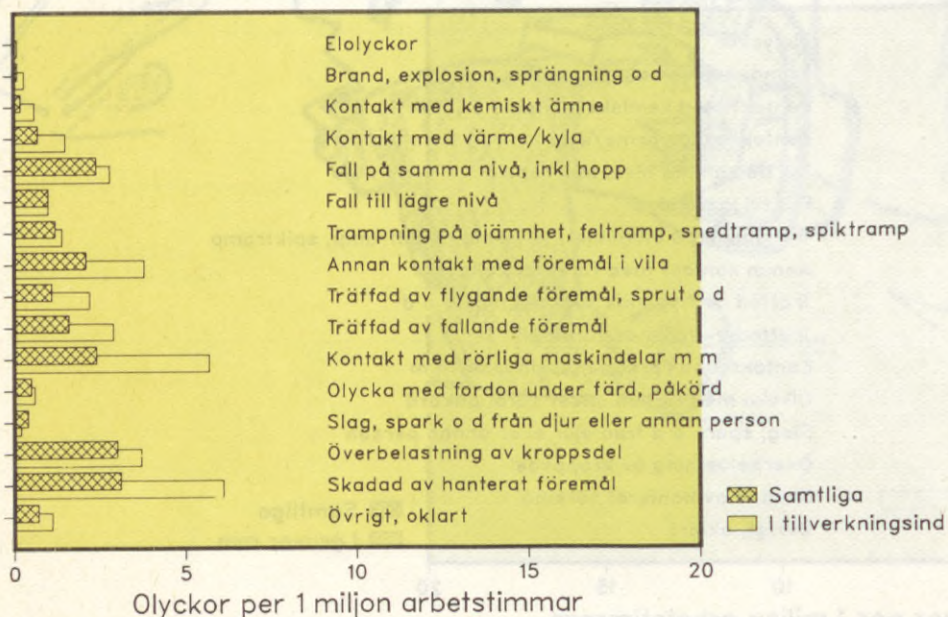 Elolyckor
Brand, explosion, sprängning o d
Kontakt med kemiskt ämne
Kontakt med värme/kyla
Fall på samma nivå, inkl hopp
Fall till lägre nivå
Trampning på ojämnhet, feltramp, snedtramp, spiktramp
Annan kontakt med föremål i vila
Träffad av flygande föremål, sprut o d
Träffad av fallande föremål
Kontakt med rörliga maskindelar m m
Olycka med fordon under färd, påkörd
Slag, spark o d från djur eller annan person
Överbelastning av kroppsdel
Skadad av hanterat föremål
Övrigt, oklart
Samtliga
I tillverkningsind
0 5 10 15 20
Olyckor per 1 miljon arbetstimmar